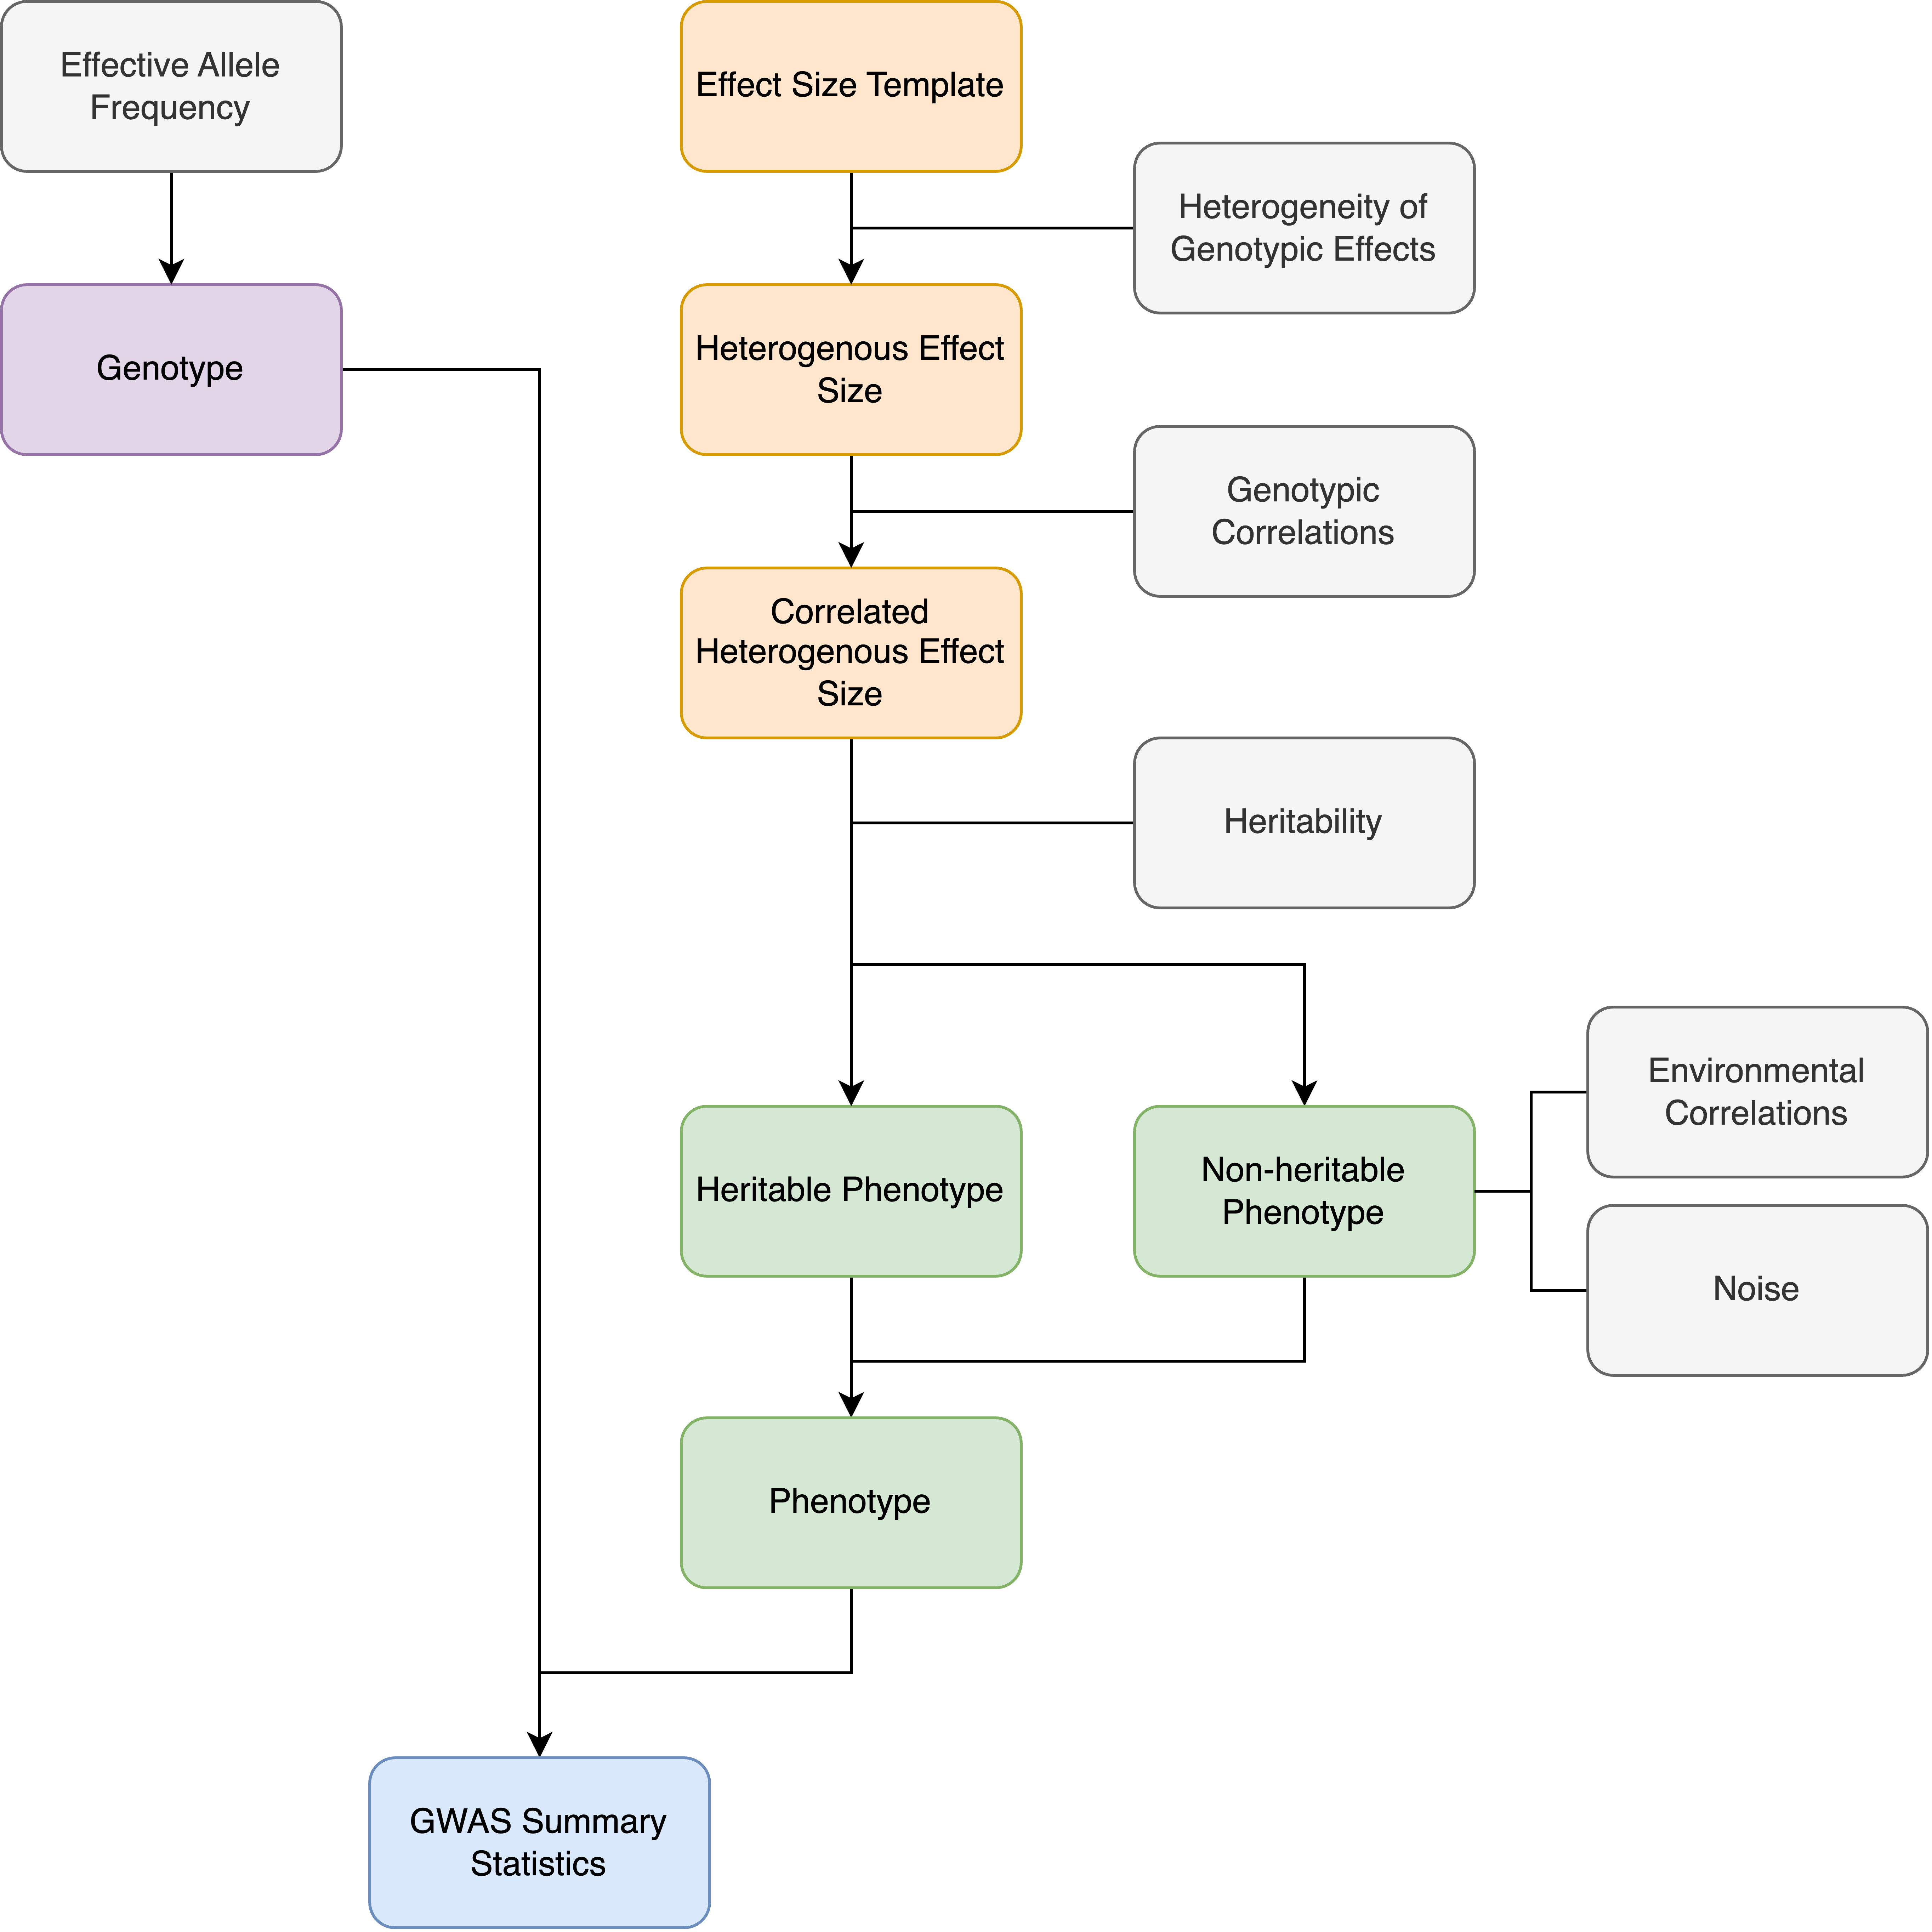 Effective Allele
Frequency
Effect Size Template
Heterogeneity of
Genotypic Effects
Genotype
Heterogenous Effect
Size
Genotypic
Correlations
Correlated
Heterogenous Effect
Size
Heritability
Environmental
Correlations
Heritable Phenotype
Non-heritable
Phenotype
Noise
Phenotype
GWAS Summary
Statistics